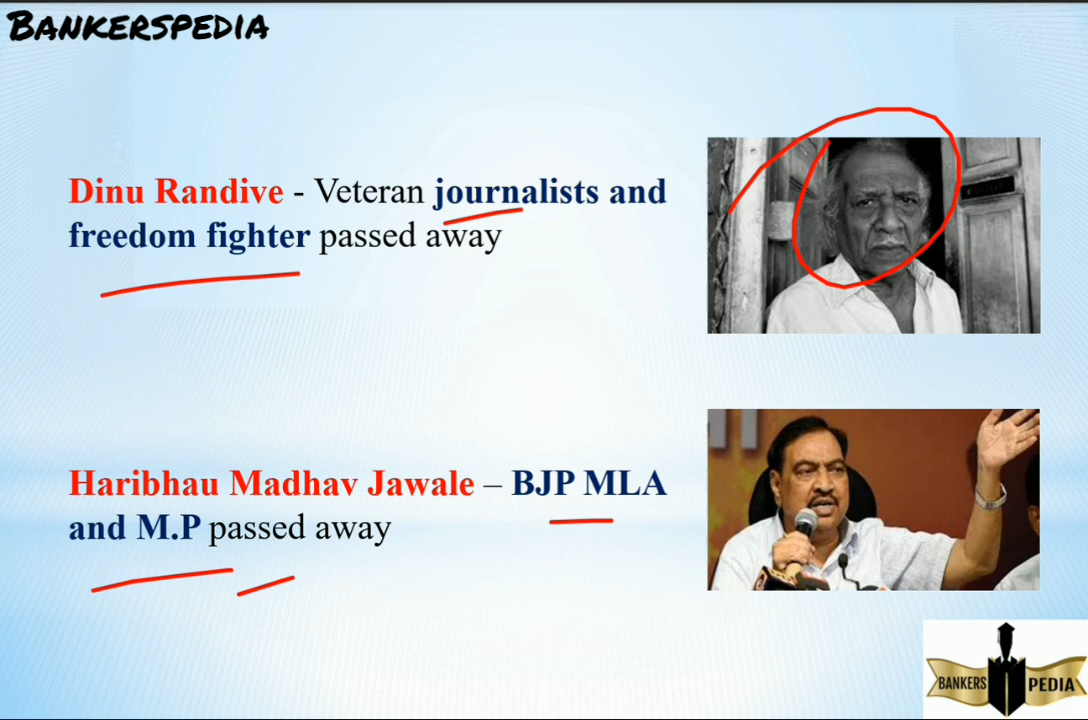 BANKERSPEDIA
Dinu Randive - Veteran journalists and
freedom fighter passed away
Haribhau Madhav Jawale – BJP MLA
and M.P passed away
BANKERS PEDIA